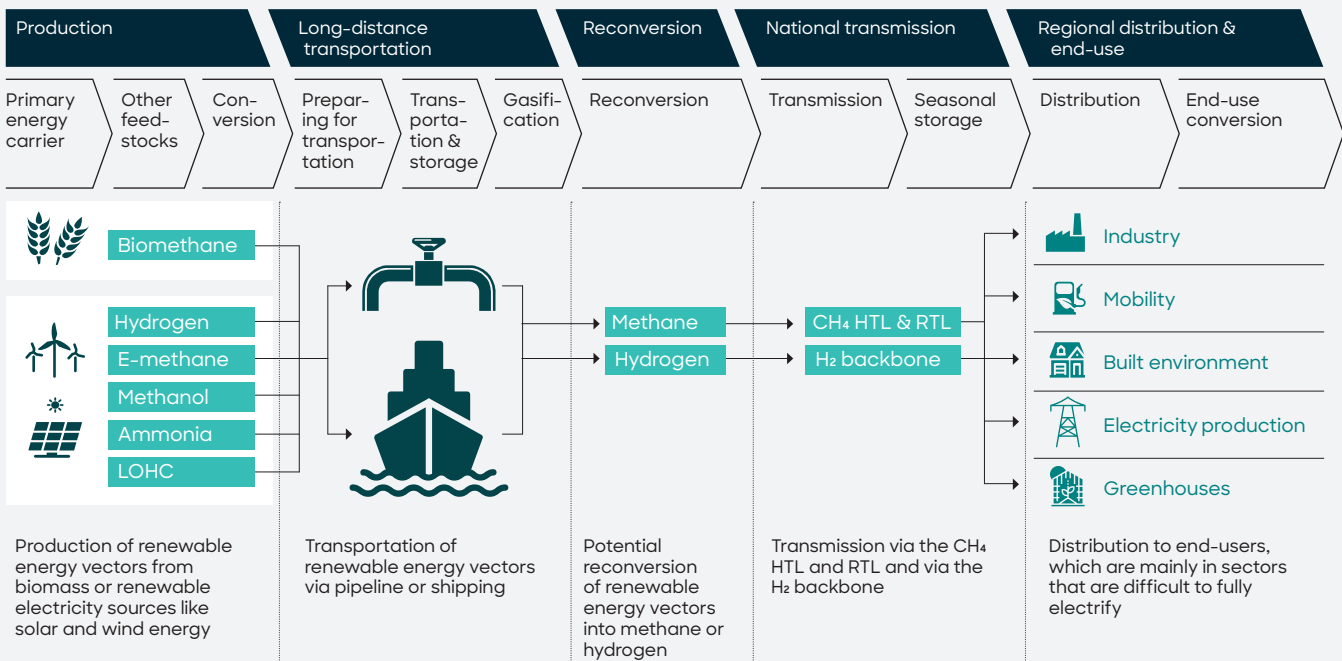 Production
Long-distance
transportation
Reconversion
National transmission
Regional distribution &
end-use
Primary
energy
carrier
Other
feed-
stocks
Con-
version
Prepar-
ing for
transpor-
tation
Trans-
porta-
tion &
storage
Gasifi-
cation
Reconversion
Transmission
Seasonal
storage
Distribution
End-use
conversion
Biomethane
Hydrogen
E-methane
Methanol
Ammonia
LOHC
Methane
Hydrogen
CH₄ HTL & RTL
H₂ backbone
Industry
Mobility
Built environment
Electricity production
Greenhouses
Production of renewable
energy vectors from
biomass or renewable
electricity sources like
solar and wind energy
Transportation of
renewable energy vectors
via pipeline or shipping
Potential
reconversion
of renewable
energy vectors
into methane or
hydrogen
Transmission via the CH₄
HTL and RTL and via the
H₂ backbone
Distribution to end-users,
which are mainly in sectors
that are difficult to fully
electrify